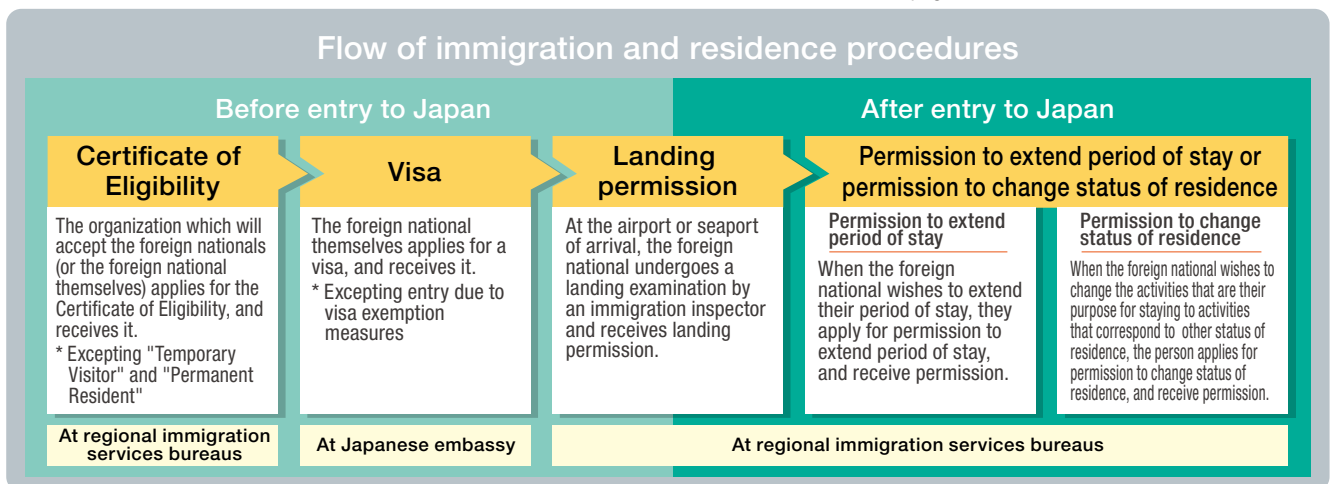 Flow of immigration and residence procedures
Before entry to Japan
After entry to Japan
Certificate of
Eligibility
The organization which will
accept the foreign nationals
(or the foreign national
themselves) applies for the
Certificate of Eligibility, and
receives it.
* Excepting "Temporary
Visitor" and "Permanent
Resident"
At regional immigration
services bureaus
Visa
The foreign national
themselves applies for a
visa, and receives it.
* Excepting entry due to
visa exemption
measures
At Japanese embassy
Landing
permission
At the airport or seaport
of arrival, the foreign
national undergoes a
landing examination by
an immigration inspector
and receives landing
permission.
Permission to extend period of stay or
permission to change status of residence
Permission to extend
period of stay
When the foreign
national wishes to extend
their period of stay, they
apply for permission to
extend period of stay,
and receive permission.
Permission to change
status of residence
When the foreign national wishes to
change the activities that are their
purpose for staying to activities
that correspond to other status of
residence, the person applies for
permission to change status of
residence, and receive permission.
At regional immigration services bureaus